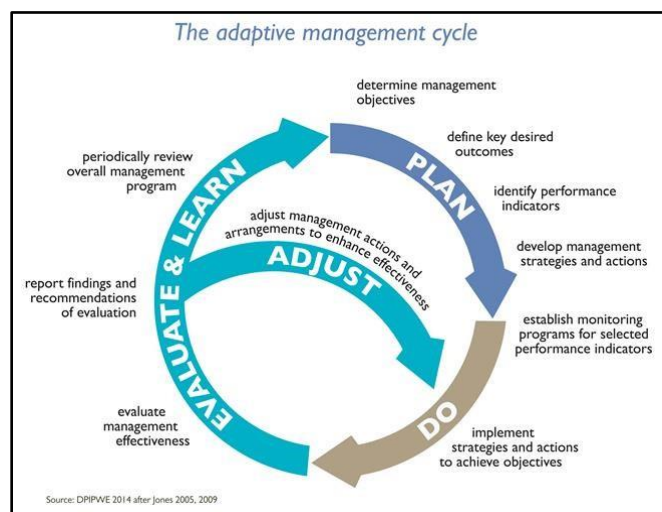 The adaptive management cycle
determine management
objectives
define key desired
outcomes
identify performance
indicators
develop management
strategies and actions
PLAN
establish monitoring
programs for selected
performance indicators
implement
strategies and actions
to achieve objectives
DO
evaluate
management
effectiveness
report findings and
recommendations
of evaluation
periodically review
overall management
program
EVALUATE & LEARN
adjust management actions and
arrangements to enhance effectiveness
ADJUST
Source: DPIPWE 2014 after Jones 2005, 2009